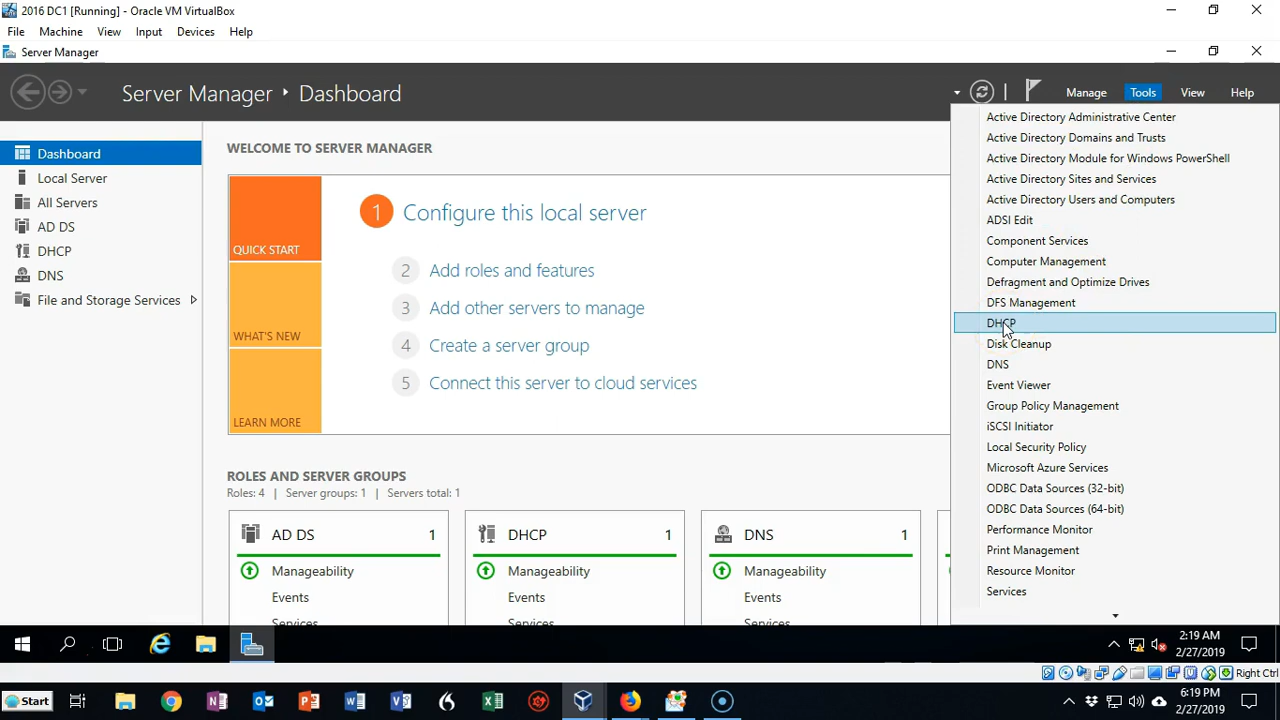 2016 DC1 [Running] - Oracle VM VirtualBox
File Machine View Input Devices Help
Server Manager
Server Manager ‣ Dashboard
Manage Tools View Help
Dashboard
Local Server
All Servers
AD DS
DHCP
DNS
File and Storage Services
WELCOME TO SERVER MANAGER
QUICK START
WHAT'S NEW
LEARN MORE
1 Configure this local server
2 Add roles and features
3 Add other servers to manage
4 Create a server group
5 Connect this server to cloud services
ROLES AND SERVER GROUPS
Roles: 4 | Server groups: 1 | Servers total: 1
AD DS 1
Manageability
Events
Services
DHCP 1
Manageability
Events
Services
DNS 1
Manageability
Events
Services
Active Directory Administrative Center
Active Directory Domains and Trusts
Active Directory Module for Windows PowerShell
Active Directory Sites and Services
Active Directory Users and Computers
ADSI Edit
Component Services
Computer Management
Defragment and Optimize Drives
DFS Management
DHCP
Disk Cleanup
DNS
Event Viewer
Group Policy Management
iSCSI Initiator
Local Security Policy
Microsoft Azure Services
ODBC Data Sources (32-bit)
ODBC Data Sources (64-bit)
Performance Monitor
Print Management
Resource Monitor
Services
2:19 AM
2/27/2019
Right Ctrl
Start
6:19 PM
2/27/2019